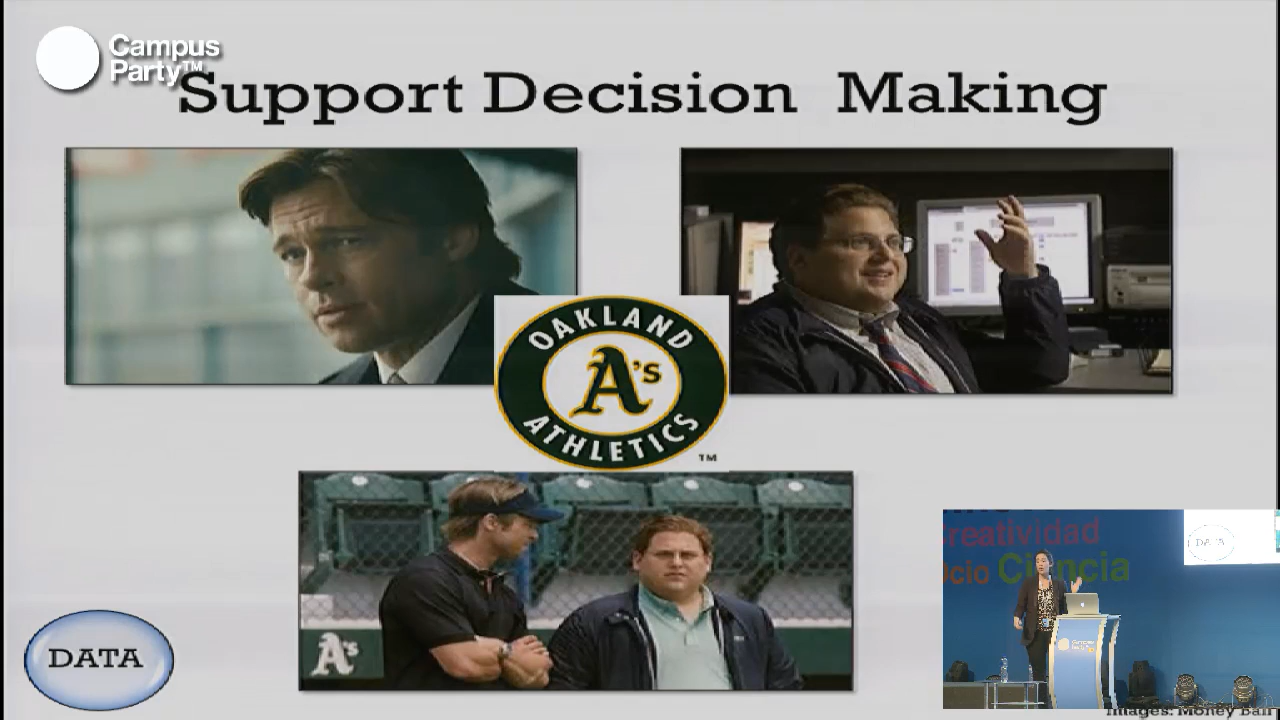 Campus
Party™
Support Decision Making
OAKLAND
A's
ATHLETICS
TM
A's
Creatividad
Ocio Ciencia
DATA
DATA
Images: Money Ball